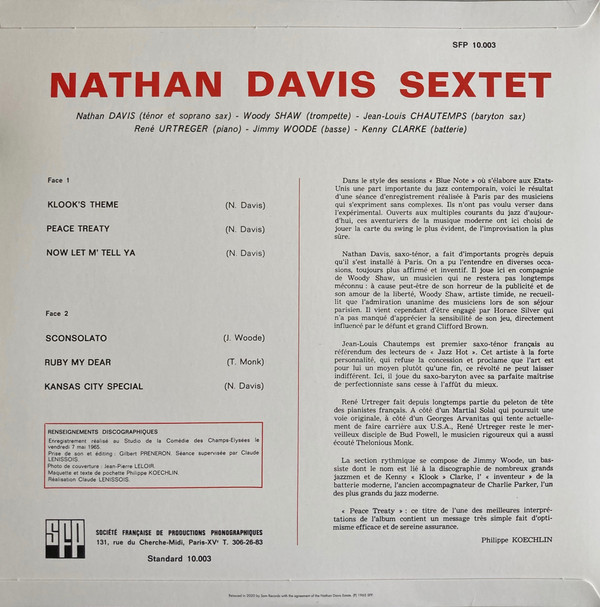 SFP 10.003
NATHAN DAVIS SEXTET
Nathan DAVIS (ténor et soprano sax) - Woody SHAW (trompette) - Jean-Louis CHAUTEMPS (baryton sax)
René URTREGER (piano) - Jimmy WOODE (basse) - Kenny CLARKE (batterie)
Face 1
KLOOK'S THEME (N. Davis)
PEACE TREATY (N. Davis)
NOW LET M' TELL YA (N. Davis)
Face 2
SCONSOLATO (J. Woode)
RUBY MY DEAR (T. Monk)
KANSAS CITY SPECIAL (N. Davis)
RENSEIGNEMENTS DISCOGRAPHIQUES
Enregistrement réalisé au Studio de la Comédie des Champs-Elysées le
vendredi 7 mai 1965.
Prise de son et éditing : Gilbert PRENERON. Séance supervisée par Claude
LENISSOIS.
Photo de couverture : Jean-Pierre LELOIR.
Maquette et texte de pochette Philippe KOECHLIN.
Réalisation Claude LENISSOIS.
SFP
SOCIÉTÉ FRANÇAISE DE PRODUCTIONS PHONOGRAPHIQUES
131, rue du Cherche-Midi, Paris-XVe T. 306-26-83
Standard 10.003
Dans le style des sessions « Blue Note » où s'élabore aux Etats-
Unis une part importante du jazz contemporain, voici le résultat
d'une séance d'enregistrement réalisée à Paris par des musiciens
qui s'expriment sans complexes. Ils n'ont pas voulu verser dans
l'expérimental. Ouverts aux multiples courants du jazz d'aujour-
d'hui, ces aventuriers de la musique moderne ont ici choisi de
jouer la carte du swing le plus évident, de l'improvisation la plus
sûre.
Nathan Davis, saxo-ténor, a fait d'importants progrès depuis
qu'il s'est installé à Paris. On a pu l'entendre en diverses occa-
sions, toujours plus affirmé et inventif. Il joue ici en compagnie
de Woody Shaw, un musicien qui ne restera pas longtemps
méconnu : à cause peut-être de son horreur de la publicité et de
son amour de la liberté, Woody Shaw, artiste timide, ne recueil-
lit que l'admiration unanime des musiciens lors de son séjour
parisien. Il vient cependant d'être engagé par Horace Silver qui
n'a pas manqué d'apprécier la sensibilité de son jeu, directement
influencé par le défunt et grand Clifford Brown.
Jean-Louis Chautemps est premier saxo-ténor français au
référendum des lecteurs de « Jazz Hot ». Cet artiste à la forte
personnalité, qui refuse la concession et proclame que l'art est
pour lui un moyen plutôt qu'une fin, ce révolté ne peut laisser
indifférent. Ici, il joue du saxo-baryton avec sa parfaite maîtrise
de perfectionniste sans cesse à l'affût du mieux.
René Urtreger fait depuis longtemps partie du peloton de tête
des pianistes français. A côté d'un Martial Solal qui poursuit une
voie originale, à côté d'un Georges Arvanitas qui tente actuelle-
ment de faire carrière aux U.S.A., René Urtreger reste le mer-
veilleux disciple de Bud Powell, le musicien rigoureux qui a aussi
écouté Thelonious Monk.
La section rythmique se compose de Jimmy Woode, un bas-
siste dont le nom est lié à la discographie de nombreux grands
jazzmen et de Kenny « Klook » Clarke, l' « inventeur » de la
batterie moderne, l'ancien accompagnateur de Charlie Parker, l'un
des plus grands du jazz moderne.
« Peace Treaty » : ce titre de l'une des meilleures interpré-
tations de l'album contient un message très simple fait d'opti-
misme efficace et de sereine assurance.
Philippe KOECHLIN